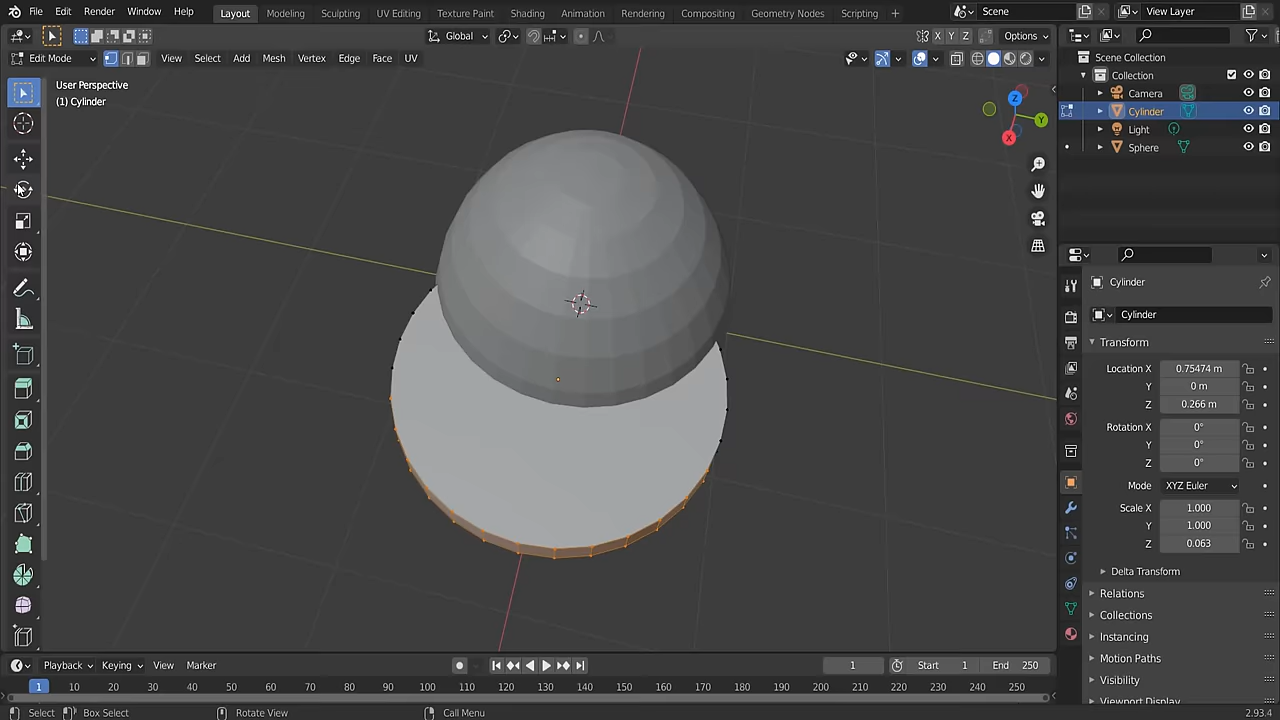 File Edit Render Window Help Layout Modeling Sculpting UV Editing Texture Paint Shading Animation Rendering Compositing Geometry Nodes Scripting + Scene View Layer
Global X Y Z Options
Edit Mode View Select Add Mesh Vertex Edge Face UV
User Perspective
(1) Cylinder
Z
Y
X
Scene Collection
Collection
Camera
Cylinder
Light
Sphere
Cylinder
Cylinder
Transform
Location X 0.75474 m
Y 0 m
Z 0.266 m
Rotation X 0°
Y 0°
Z 0°
Mode XYZ Euler
Scale X 1.000
Y 1.000
Z 0.063
Delta Transform
Relations
Collections
Instancing
Motion Paths
Visibility
Viewport Display
Playback Keying View Marker 1 Start 1 End 250
1 10 20 30 40 50 60 70 80 90 100 110 120 130 140 150 160 170 180 190 200 210 220 230 240 250
Select Box Select Rotate View Call Menu 2.93.4